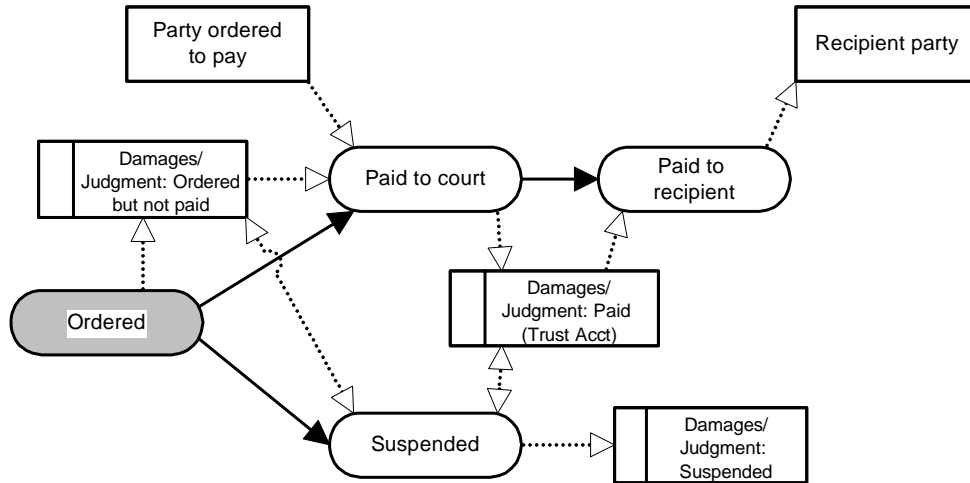 Party ordered
to pay
Recipient party
Damages/
Judgment: Ordered
but not paid
Paid to court
Paid to
recipient
Ordered
Damages/
Judgment: Paid
(Trust Acct)
Suspended
Damages/
Judgment:
Suspended